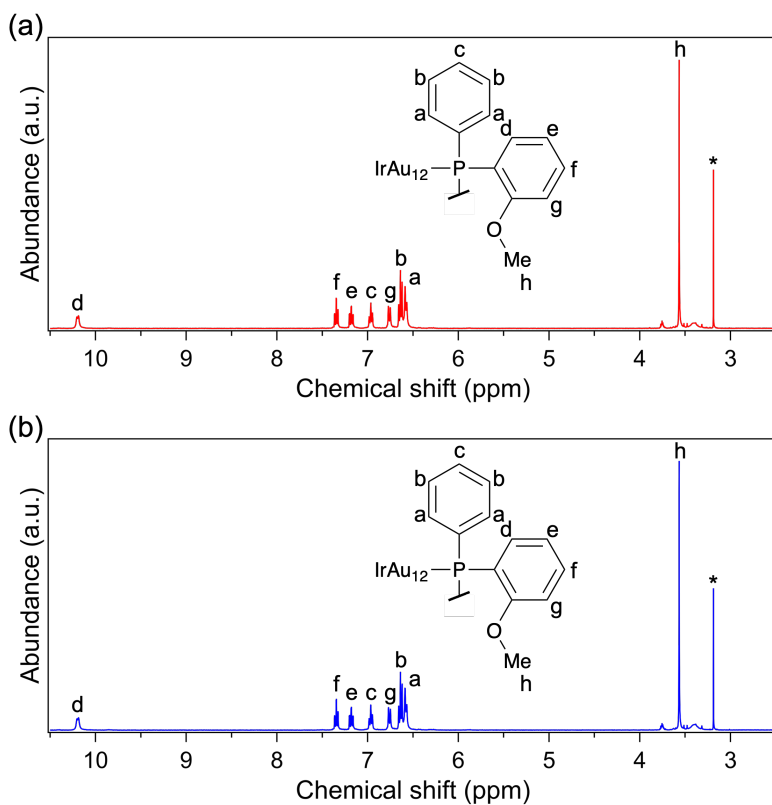 (a)
Abundance (a.u.)
c
b b
a a
d e
IrAu12 P f
g
O
Me
h
h
*
d f e c g b a
10 9 8 7 6 5 4 3
Chemical shift (ppm)
(b)
Abundance (a.u.)
c
b b
a a
d e
IrAu12 P f
g
O
Me
h
h
*
d f e c g b a
10 9 8 7 6 5 4 3
Chemical shift (ppm)